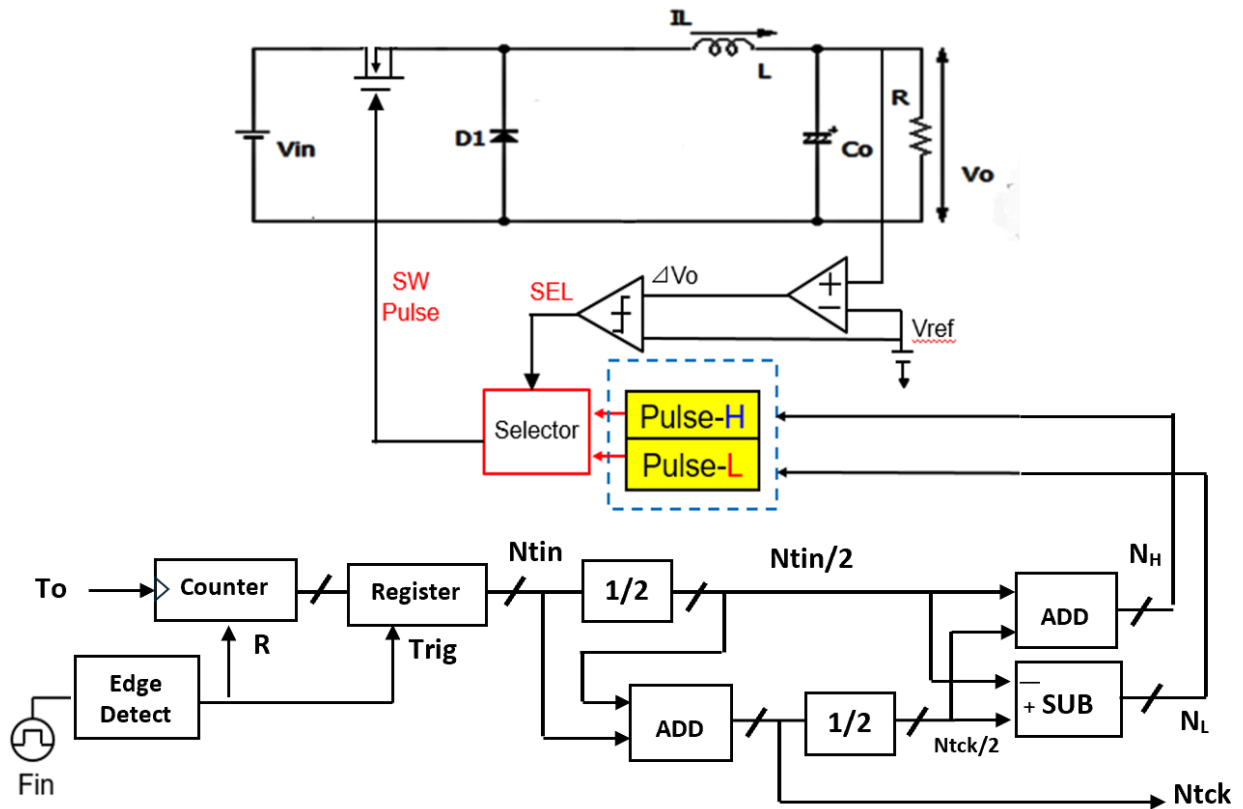 IL
L
Vin
D1
+
Co
R
Vo
SW
Pulse
SEL
⊿Vo
+
−
Vref
Selector
Pulse-H
Pulse-L
To
Counter
R
Register
Trig
Ntin
1/2
Ntin/2
ADD
NH
Edge
Detect
Fin
ADD
1/2
Ntck/2
—
+ SUB
NL
Ntck